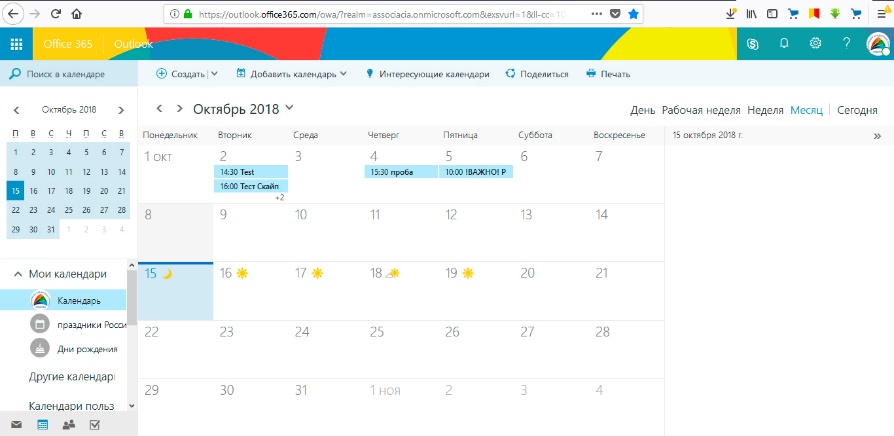 https://outlook.office365.com/owa/?realm=associacia.onmicrosoft.com&exsvurl=1&ll-cc=10
Office 365 Outlook
Поиск в календаре
Создать Добавить календарь Интересующие календари Поделиться Печать
Октябрь 2018
П В С Ч П С В
1 2 3 4 5 6 7
8 9 10 11 12 13 14
15 16 17 18 19 20 21
22 23 24 25 26 27 28
29 30 31 1 2 3 4
Мои календари
Календарь
праздники Росси
Дни рождения
Другие календар
Календари польз
Октябрь 2018
День Рабочая неделя Неделя Месяц Сегодня
Понедельник Вторник Среда Четверг Пятница Суббота Воскресенье
1 окт 2 3 4 5 6 7
14:30 Test 15:30 проба 10:00 !ВАЖНО! Р
16:00 Тест Скайп
+2
8 9 10 11 12 13 14
15 16 17 18 19 20 21
22 23 24 25 26 27 28
29 30 31 1 ноя 2 3 4
15 октября 2018 г.